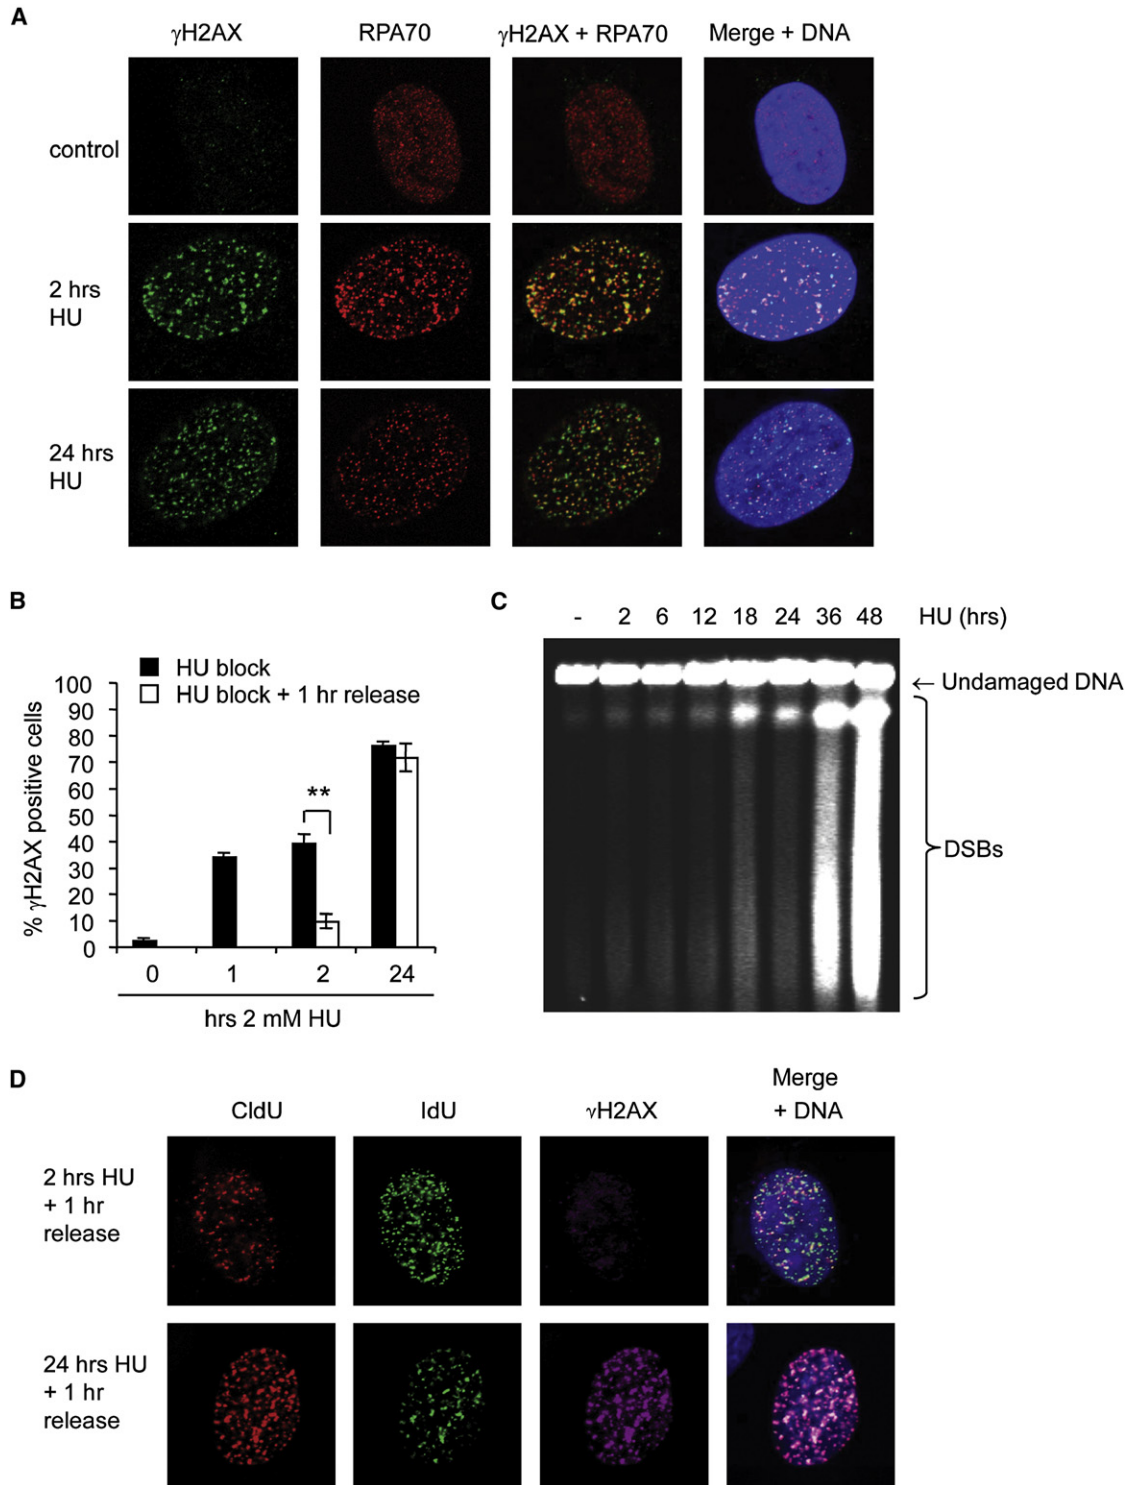 A
γH2AX RPA70 γH2AX + RPA70 Merge + DNA
control
2 hrs
HU
24 hrs
HU
B
HU block
HU block + 1 hr release
% γH2AX positive cells
100
90
80
70
60
50
40
30
20
10
0
**
0 1 2 24
hrs 2 mM HU
C
- 2 6 12 18 24 36 48 HU (hrs)
← Undamaged DNA
DSBs
D
CldU IdU γH2AX Merge
+ DNA
2 hrs HU
+ 1 hr
release
24 hrs HU
+ 1 hr
release